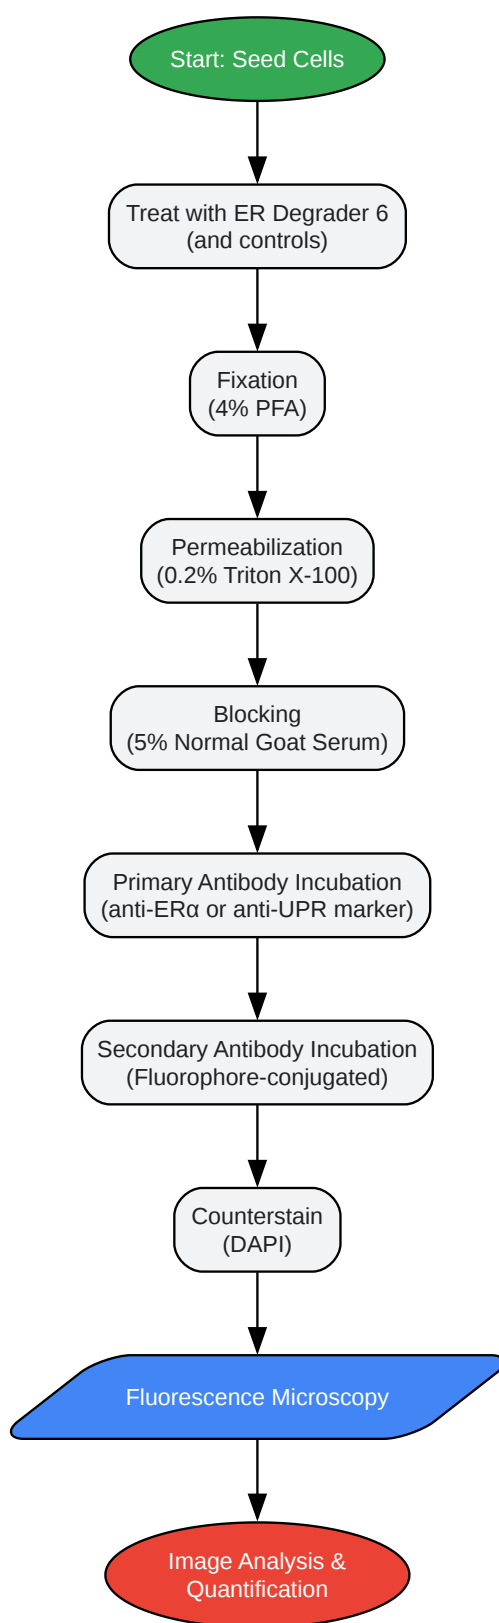 Start: Seed Cells
Treat with ER Degrader 6
(and controls)
Fixation
(4% PFA)
Permeabilization
(0.2% Triton X-100)
Blocking
(5% Normal Goat Serum)
Primary Antibody Incubation
(anti-ERα or anti-UPR marker)
Secondary Antibody Incubation
(Fluorophore-conjugated)
Counterstain
(DAPI)
Fluorescence Microscopy
Image Analysis &
Quantification